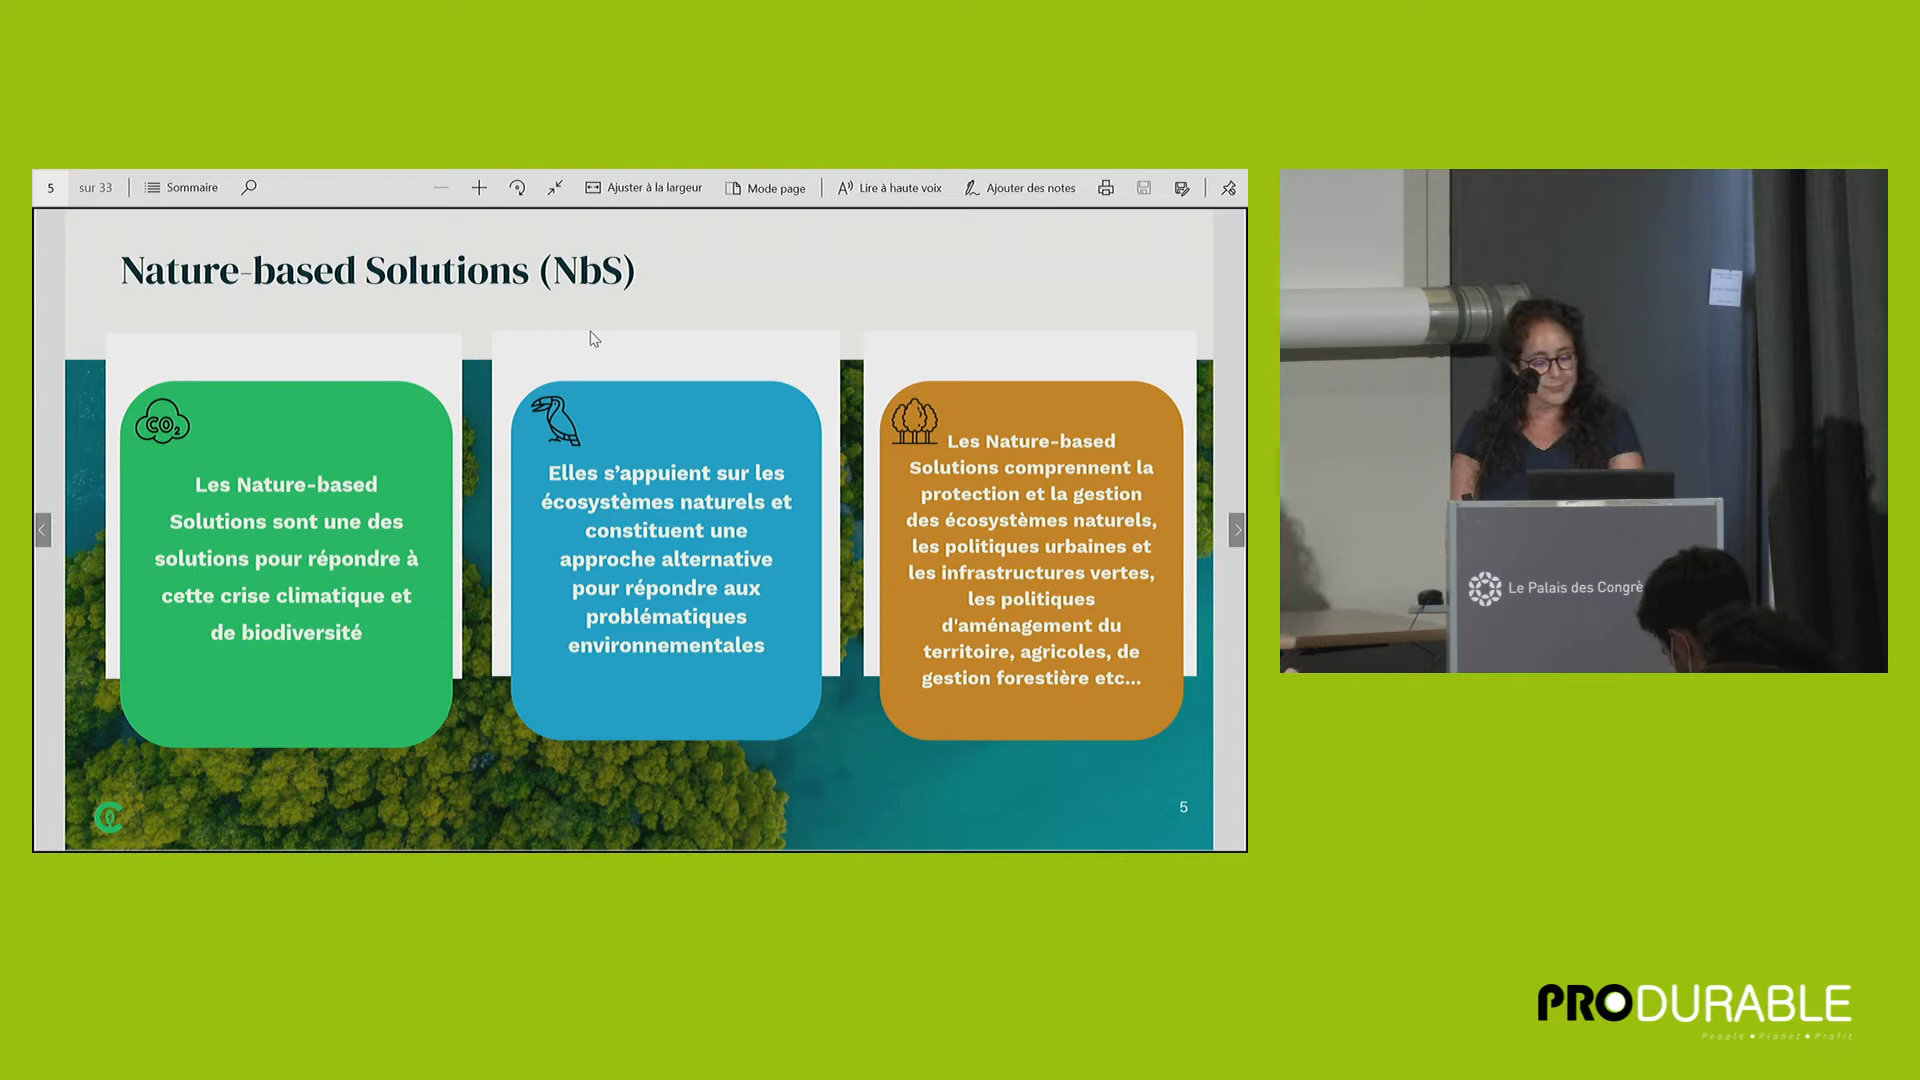 5 sur 33 Sommaire Ajuster à la largeur Mode page Lire à haute voix Ajouter des notes
Nature-based Solutions (NbS)
CO2
Les Nature-based
Solutions sont une des
solutions pour répondre à
cette crise climatique et
de biodiversité
Elles s’appuient sur les
écosystèmes naturels et
constituent une
approche alternative
pour répondre aux
problématiques
environnementales
Les Nature-based
Solutions comprennent la
protection et la gestion
des écosystèmes naturels,
les politiques urbaines et
les infrastructures vertes,
les politiques
d'aménagement du
territoire, agricoles, de
gestion forestière etc...
5
Le Palais des Congrè
PRODURABLE
People • Planet • Profit